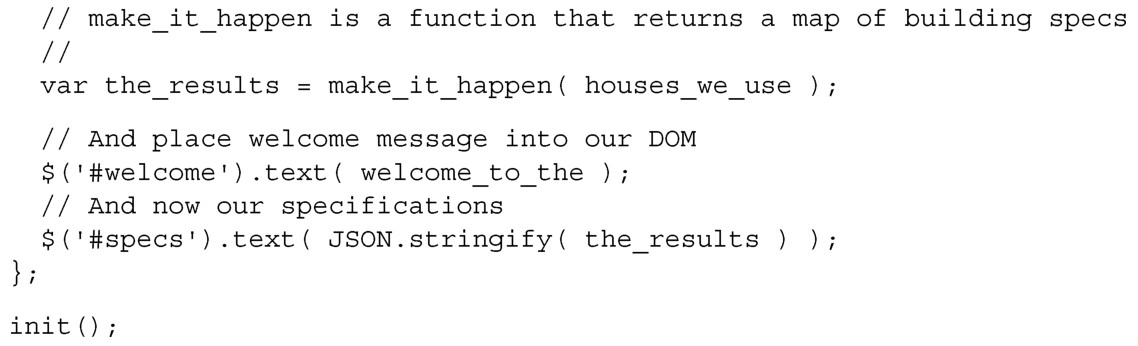 // make_it_happen is a function that returns a map of building specs
//
var the_results = make_it_happen( houses_we_use );
// And place welcome message into our DOM
$('#welcome').text( welcome_to_the );
// And now our specifications
$('#specs').text( JSON.stringify( the_results ) );
};
init();